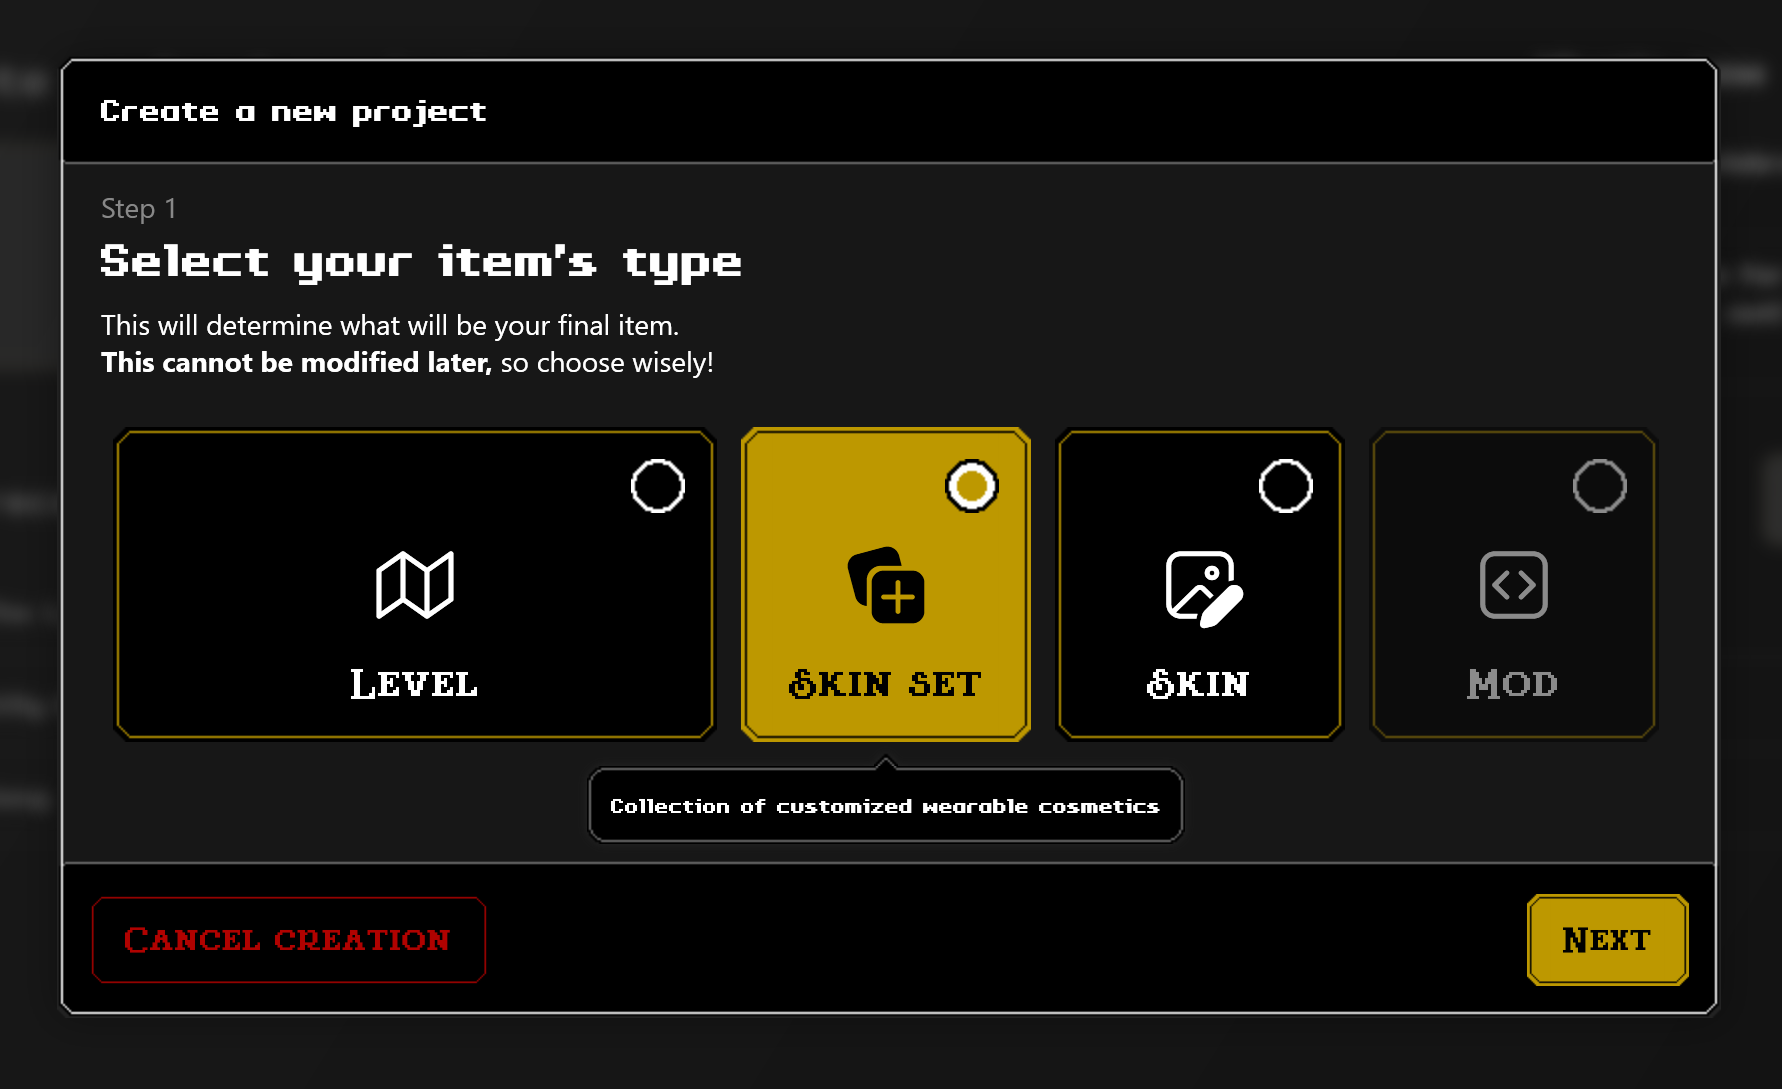 Create a new project
Step 1
Select your item's type
This will determine what will be your final item.
This cannot be modified later, so choose wisely!
Level
Skin set
Skin
Mod
Collection of customized wearable cosmetics
Cancel creation
Next